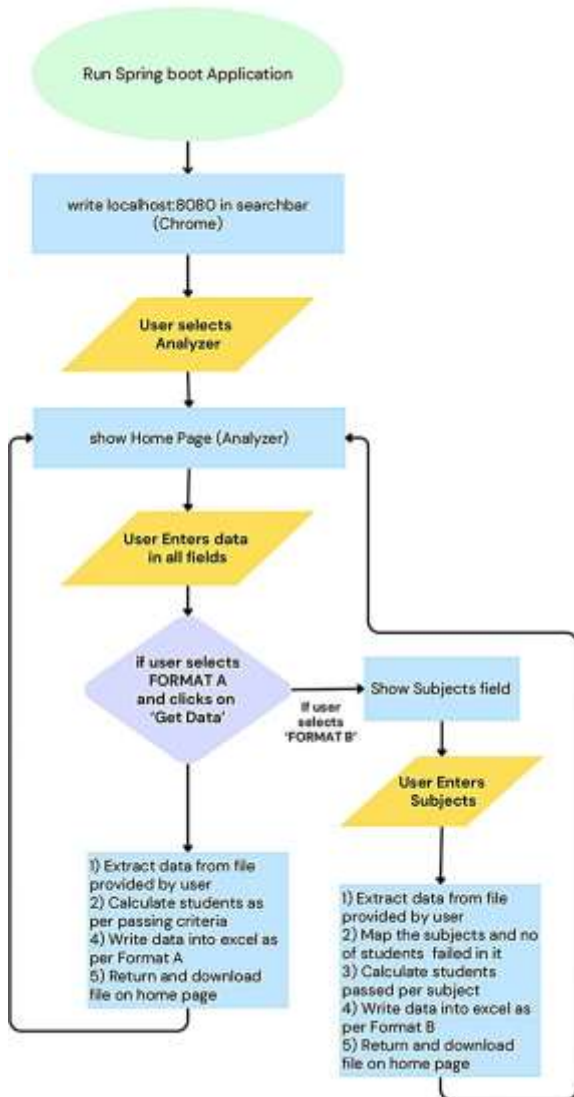 Run Spring boot Application
write localhost:8080 in searbar
(Chrome)
User selects
Analyzer
show Home Page (Analyzer)
User Enters data
in all fields
if user selects
FORMAT A
and clicks on
'Get Data'
If user
selects
'FORMAT B'
Show Subjects field
User Enters
Subjects
1) Extract data from file
provided by user
2) Calculate students as
per passing criteria
4) Write data into excel as
per Format A
5) Return and download
file on home page
1) Extract data from file
provided by user
2) Map the subjects and no
of students failed in it
3) Calculate students
passed per subject
4) Write data into excel as
per Format B
5) Return and download
file on home page